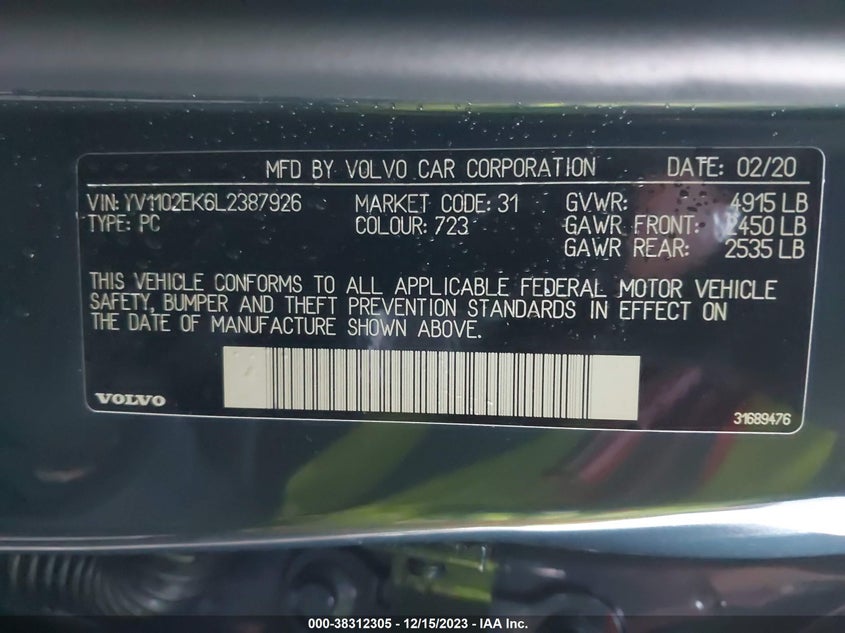 MFD BY VOLVO CAR CORPORATION DATE: 02/20
VIN: YV1102EK6L2387926 MARKET CODE: 31 GVWR: 4915 LB
TYPE: PC COLOUR: 723 GAWR FRONT: 2450 LB
GAWR REAR: 2535 LB
THIS VEHICLE CONFORMS TO ALL APPLICABLE FEDERAL MOTOR VEHICLE
SAFETY, BUMPER AND THEFT PREVENTION STANDARDS IN EFFECT ON
THE DATE OF MANUFACTURE SHOWN ABOVE.
VOLVO
31689476
000-38312305 - 12/15/2023 - IAA Inc.